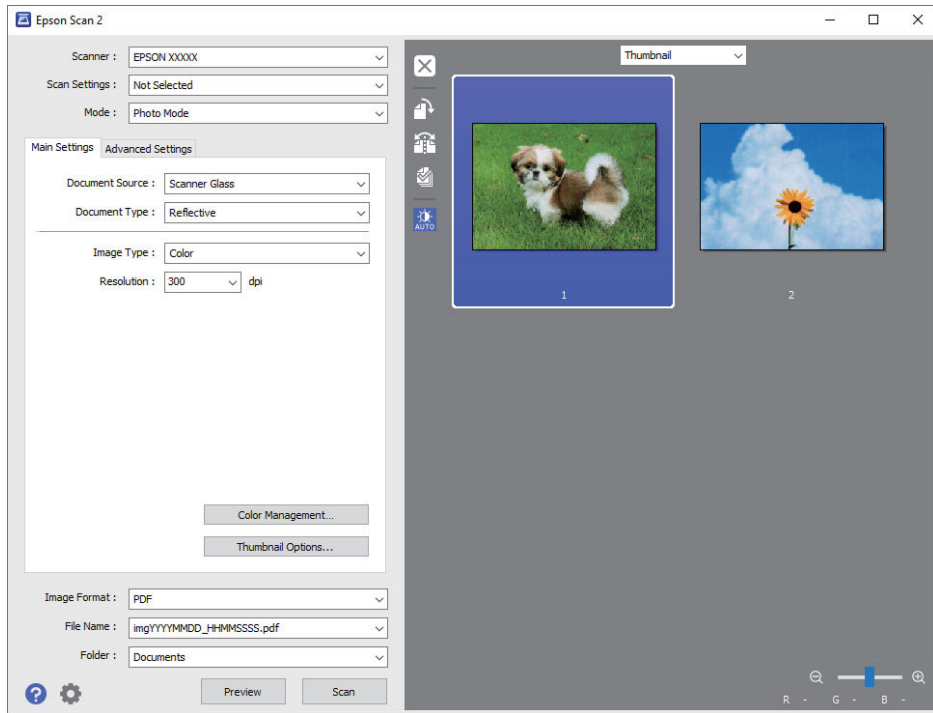 Epson Scan 2
Scanner : EPSON XXXXX
Scan Settings : Not Selected
Mode : Photo Mode
Main Settings Advanced Settings
Document Source : Scanner Glass
Document Type : Reflective
Image Type : Color
Resolution : 300 dpi
Color Management...
Thumbnail Options...
Image Format : PDF
File Name : imgYYYYMMDD_HHMMSSSS.pdf
Folder : Documents
Preview Scan
Thumbnail
AUTO
1 2
R - G - B -